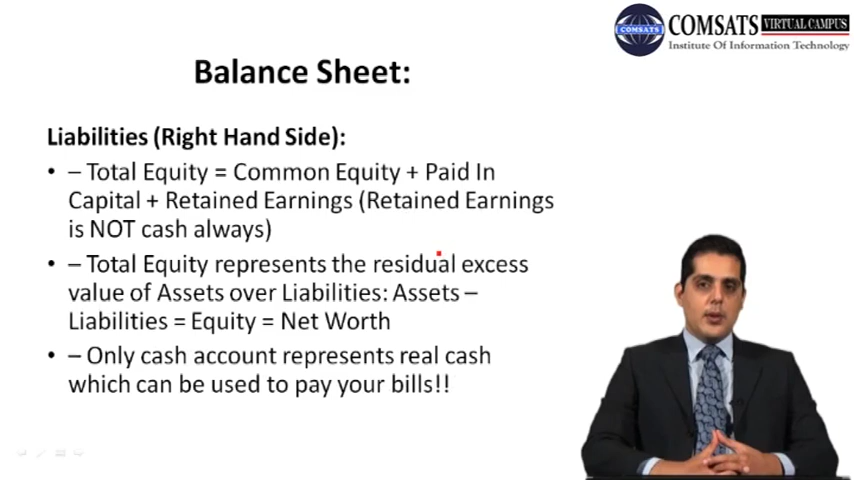 COMSATS
COMSATS VIRTUAL CAMPUS
Institute Of Information Technology
Balance Sheet:
Liabilities (Right Hand Side):
• – Total Equity = Common Equity + Paid In
Capital + Retained Earnings (Retained Earnings
is NOT cash always)
• – Total Equity represents the residual excess
value of Assets over Liabilities: Assets –
Liabilities = Equity = Net Worth
• – Only cash account represents real cash
which can be used to pay your bills!!